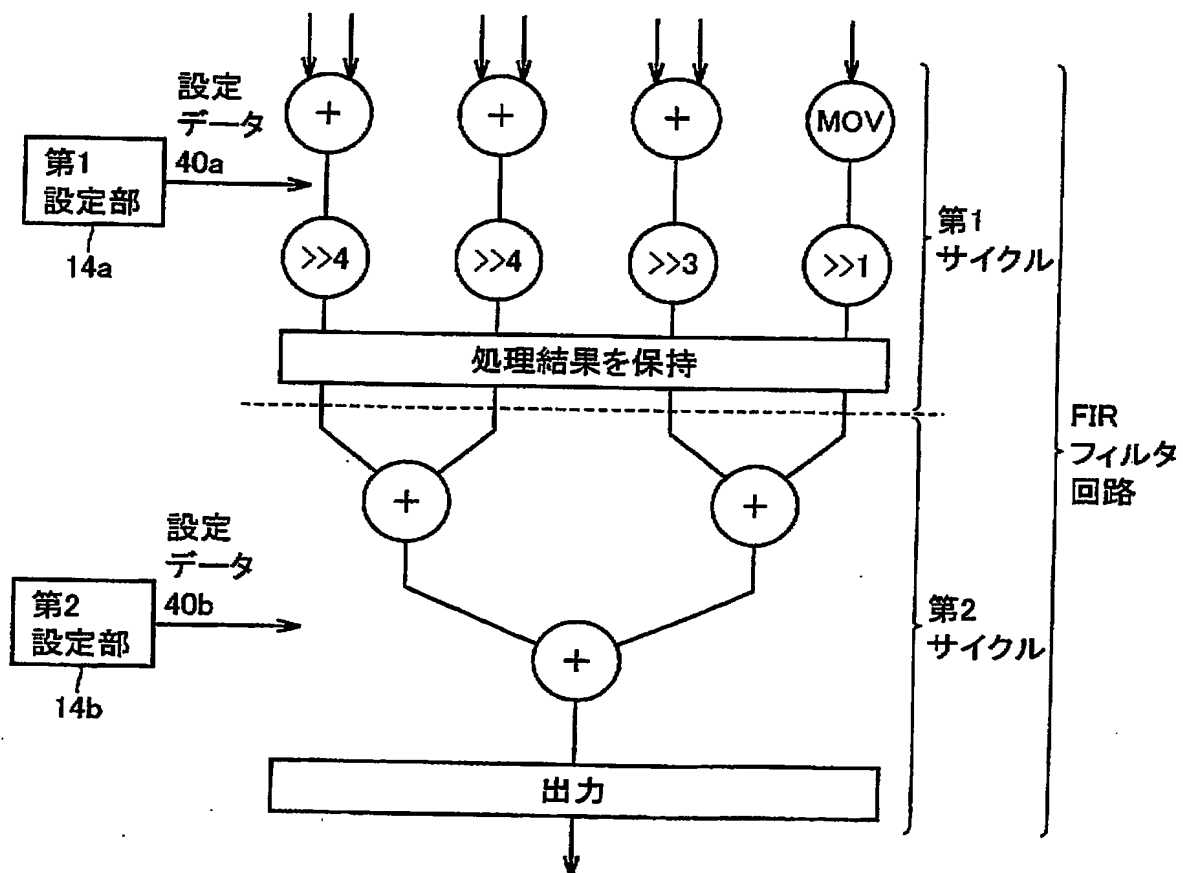 設定
データ
40a
第1
設定部
14a
+
+
+
MOV
>>4
>>4
>>3
>>1
処理結果を保持
第1
サイクル
FIR
フィルタ
回路
+
+
設定
データ
40b
第2
設定部
14b
+
第2
サイクル
出力